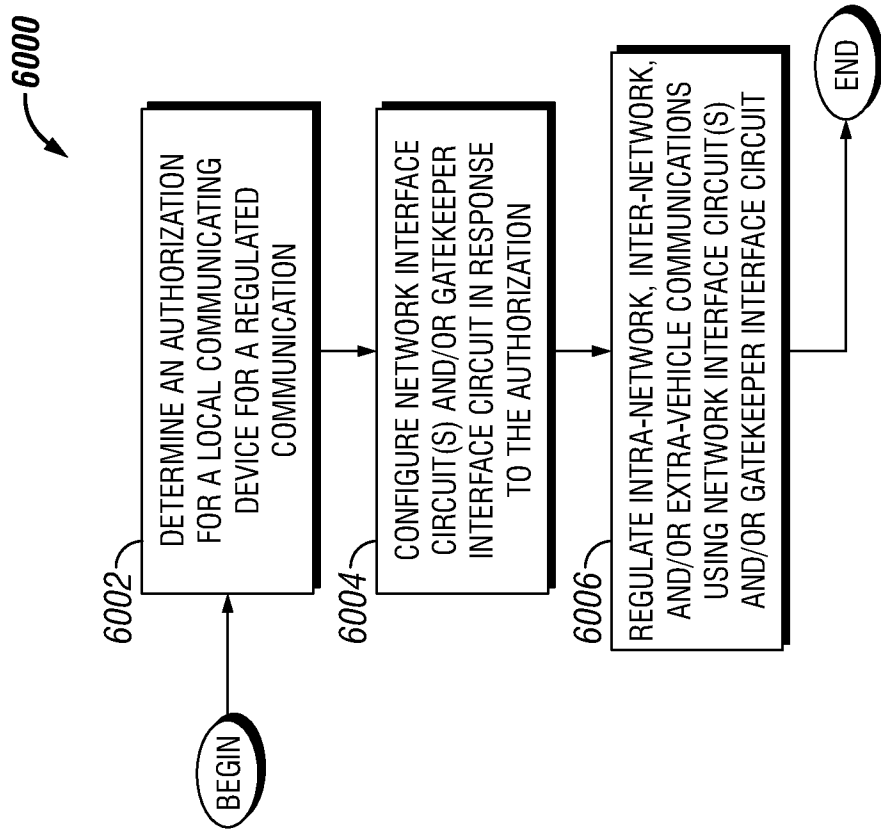 6000
BEGIN
6002
DETERMINE AN AUTHORIZATION
FOR A LOCAL COMMUNICATING
DEVICE FOR A REGULATED
COMMUNICATION
6004
CONFIGURE NETWORK INTERFACE
CIRCUIT(S) AND/OR GATEKEEPER
INTERFACE CIRCUIT IN RESPONSE
TO THE AUTHORIZATION
6006
REGULATE INTRA-NETWORK, INTER-NETWORK,
AND/OR EXTRA-VEHICLE COMMUNICATIONS
USING NETWORK INTERFACE CIRCUIT(S)
AND/OR GATEKEEPER INTERFACE CIRCUIT
END